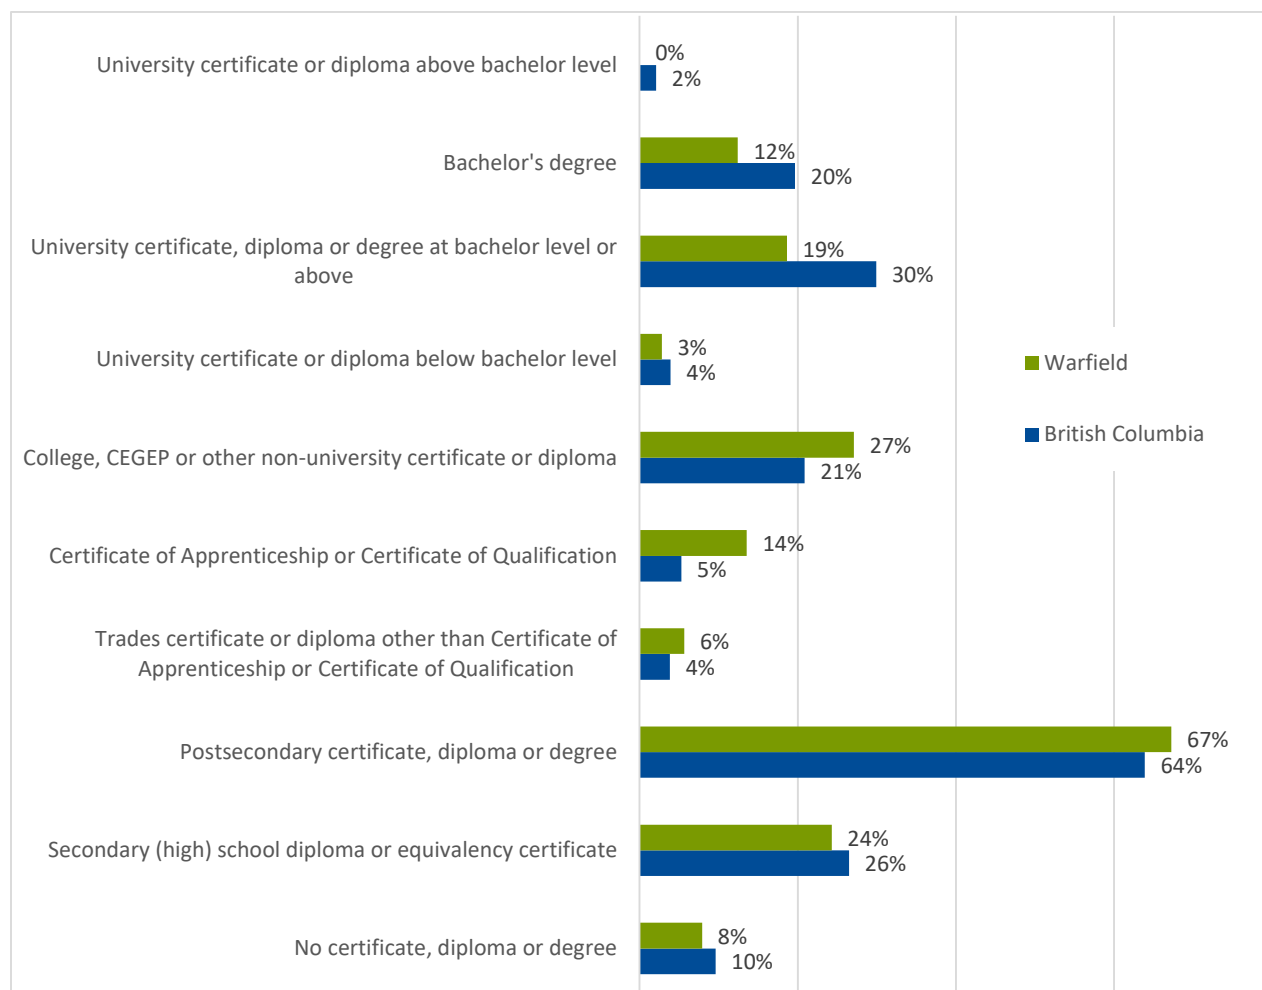 University certificate or diploma above bachelor level
0%
2%
Bachelor's degree
12%
20%
University certificate, diploma or degree at bachelor level or
above
19%
30%
University certificate or diploma below bachelor level
3%
4%
Warfield
British Columbia
College, CEGEP or other non-university certificate or diploma
27%
21%
Certificate of Apprenticeship or Certificate of Qualification
14%
5%
Trades certificate or diploma other than Certificate of
Apprenticeship or Certificate of Qualification
6%
4%
Postsecondary certificate, diploma or degree
67%
64%
Secondary (high) school diploma or equivalency certificate
24%
26%
No certificate, diploma or degree
8%
10%